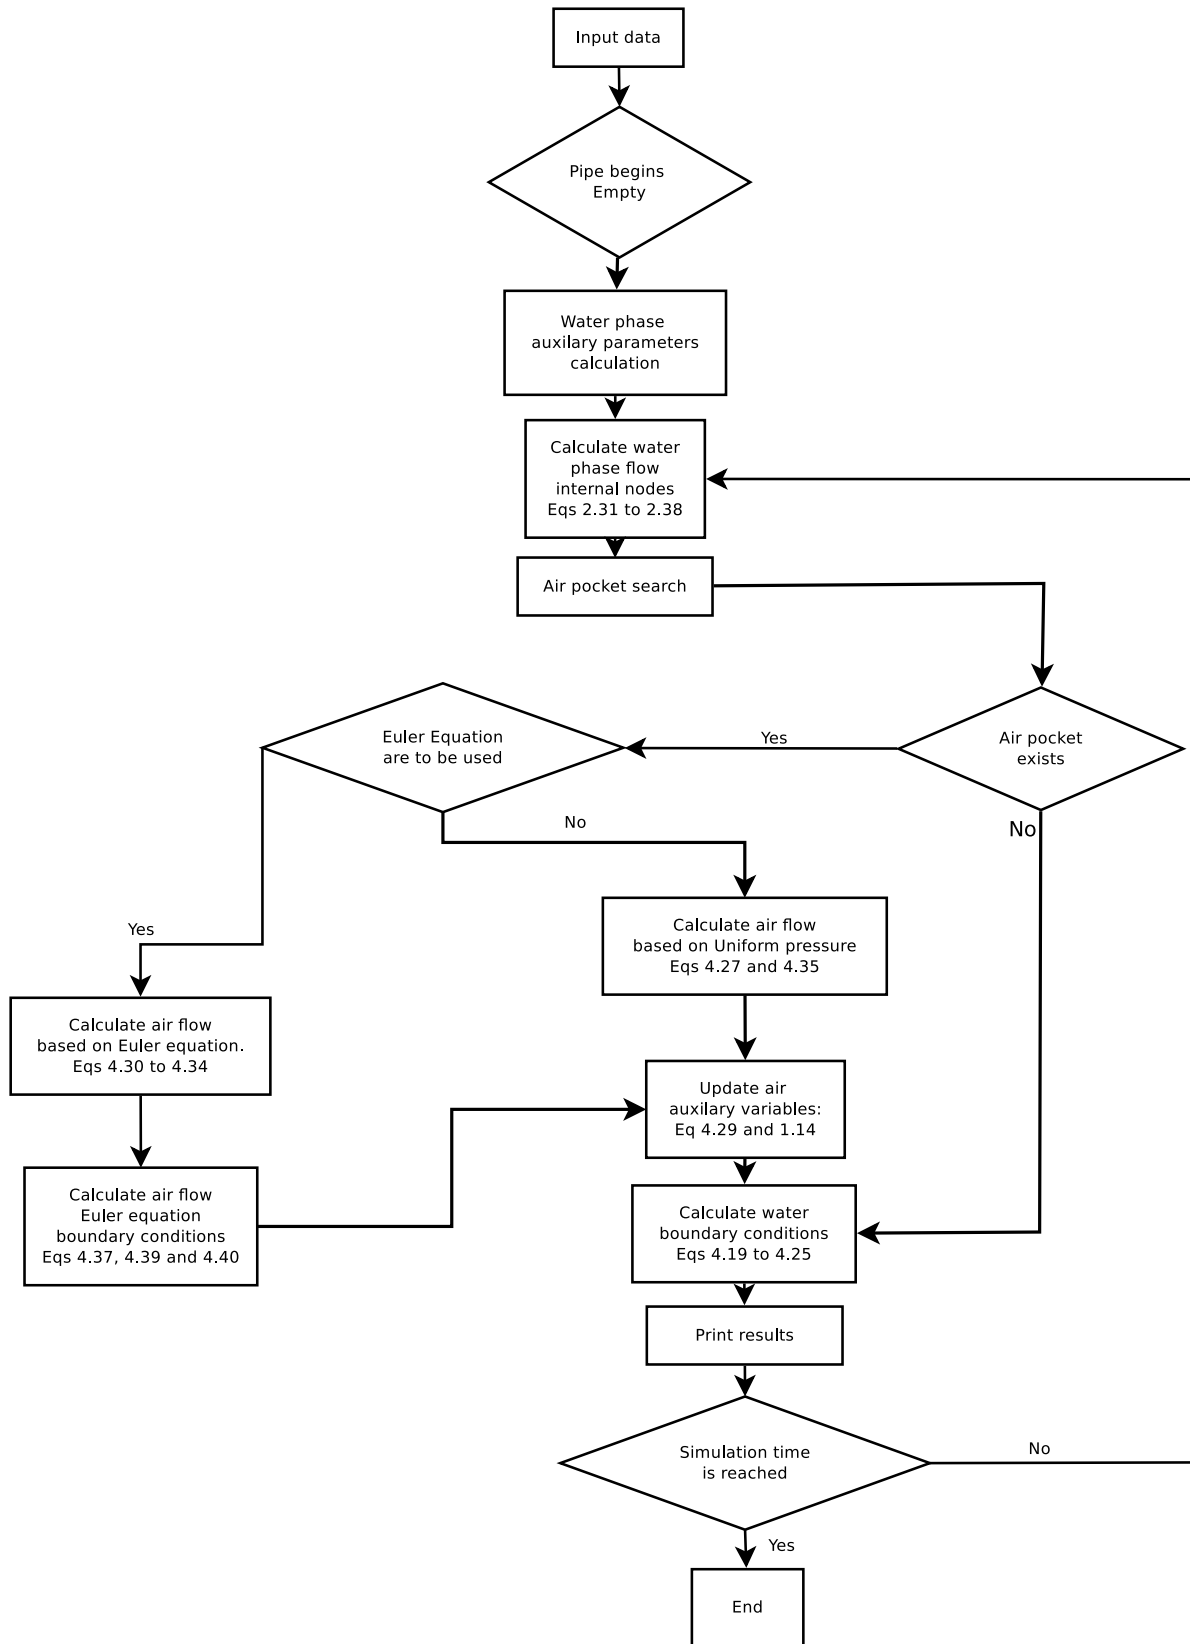 Input data
Pipe begins
Empty
Water phase
auxilary parameters
calculation
Calculate water
phase flow
internal nodes
Eqs 2.31 to 2.38
Air pocket search
Euler Equation
are to be used
Yes
Air pocket
exists
No
No
Yes
Calculate air flow
based on Uniform pressure
Eqs 4.27 and 4.35
Calculate air flow
based on Euler equation.
Eqs 4.30 to 4.34
Update air
auxilary variables:
Eq 4.29 and 1.14
Calculate air flow
Euler equation
boundary conditions
Eqs 4.37, 4.39 and 4.40
Calculate water
boundary conditions
Eqs 4.19 to 4.25
Print results
Simulation time
is reached
No
Yes
End